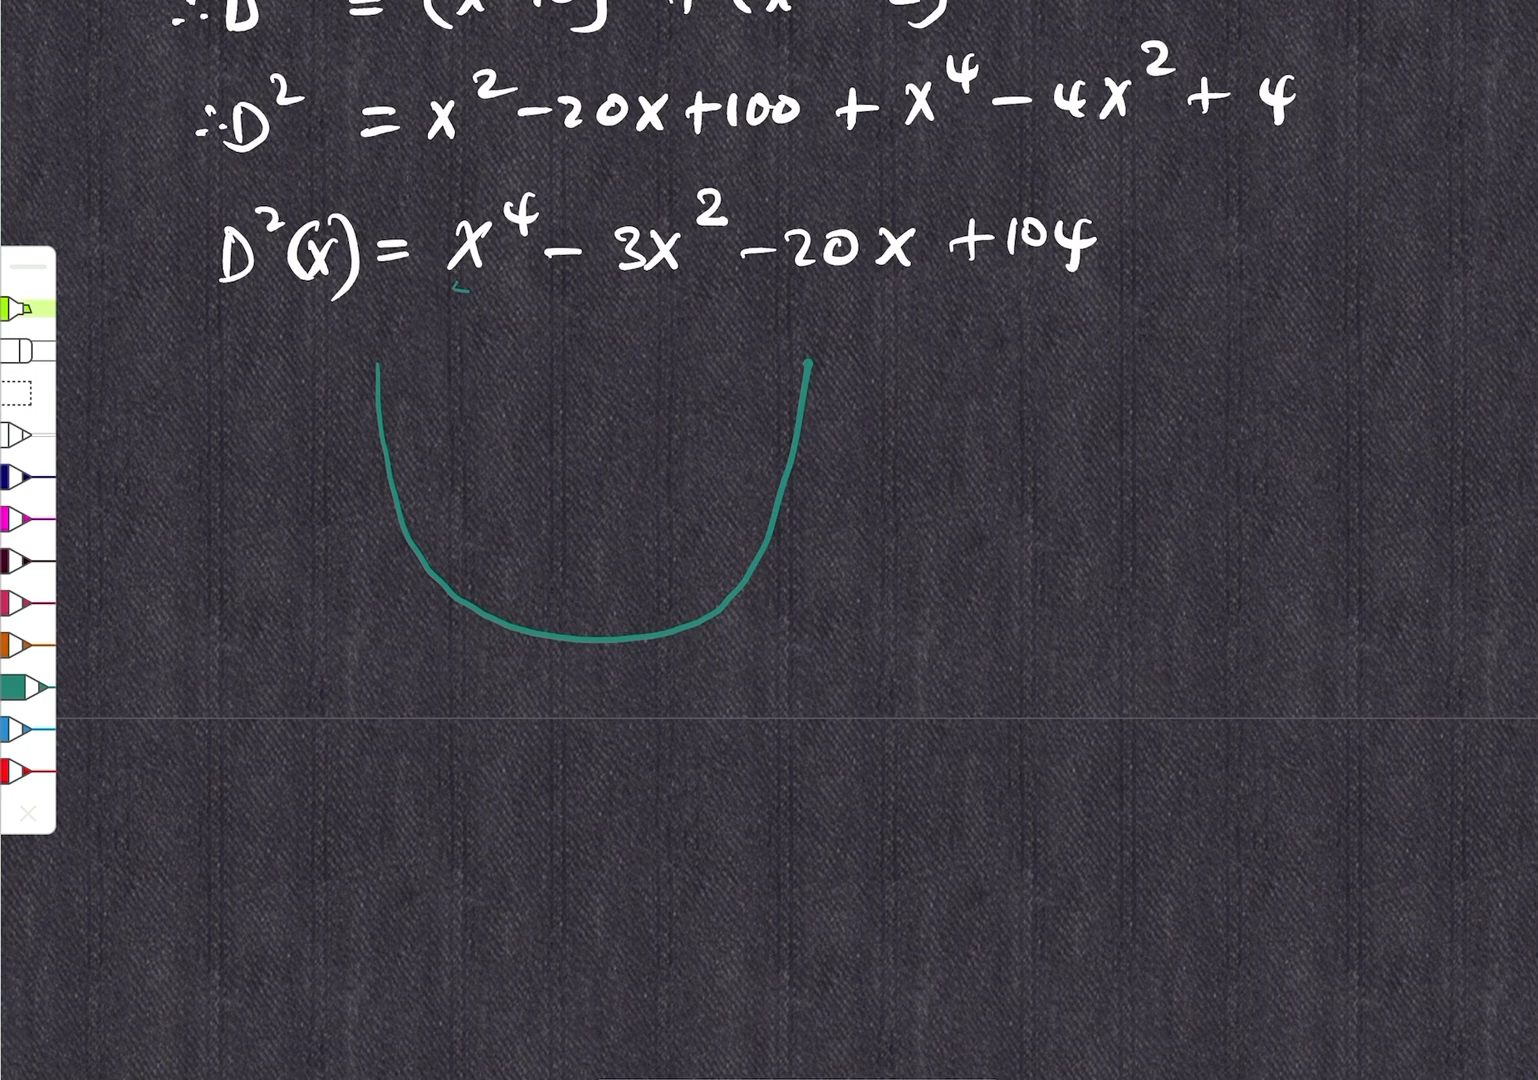 ∴D² = x² - 20x + 100 + x⁴ - 4x² + 4
D²(x) = x⁴ - 3x² - 20x + 104